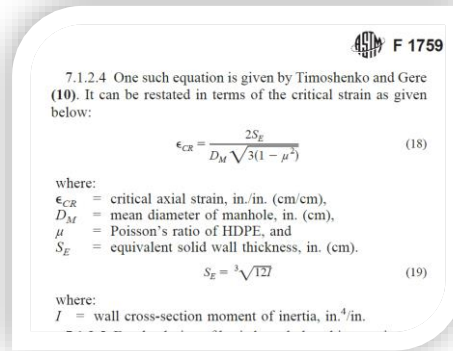 ASTM F 1759
7.1.2.4 One such equation is given by Timoshenko and Gere
(10). It can be restated in terms of the critical strain as given
below:
ϵCR = 2SE / DM √3(1 − μ²) (18)
where:
ϵCR = critical axial strain, in./in. (cm/cm),
DM = mean diameter of manhole, in. (cm),
μ = Poisson's ratio of HDPE, and
SE = equivalent solid wall thickness, in. (cm).
SE = ³√12I (19)
where:
I = wall cross-section moment of inertia, in.⁴/in.